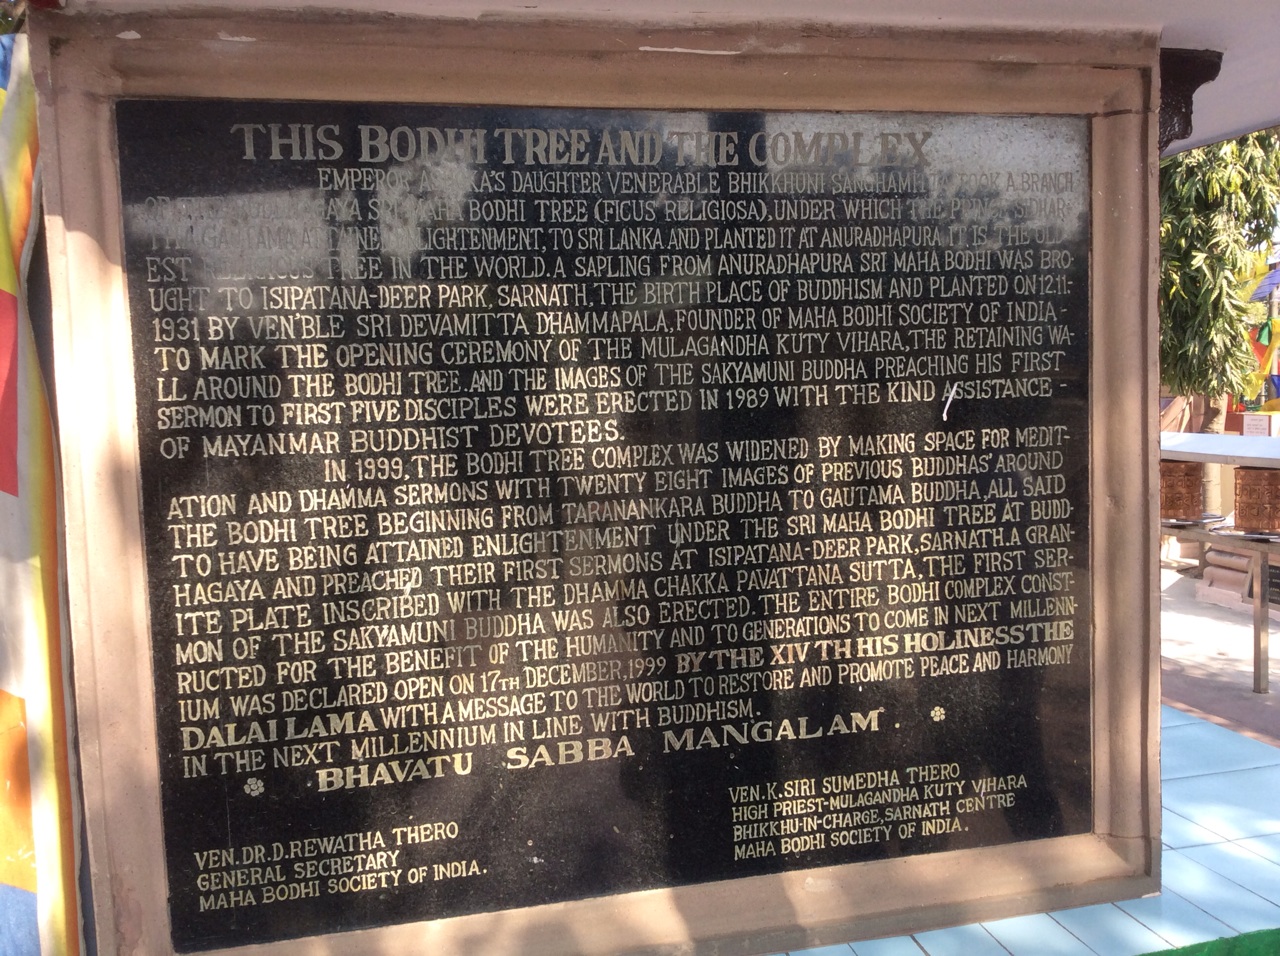 THIS BODHI TREE AND THE COMPLEX
EMPEROR ASOKA'S DAUGHTER VENERABLE BHIKKHUNI SANGHAMITTA TOOK A BRANCH
OF THE BUDDHAGAYA SRI MAHA BODHI TREE (FICUS RELIGIOSA), UNDER WHICH THE PRINCE SIDHAR-
THA GAUTAMA ATTAINED ENLIGHTENMENT, TO SRI LANKA AND PLANTED IT AT ANURADHAPURA. IT IS THE OLD-
EST RELIGIOUS TREE IN THE WORLD. A SAPLING FROM ANURADHAPURA SRI MAHA BODHI WAS BRO-
UGHT TO ISIPATANA-DEER PARK, SARNATH, THE BIRTH PLACE OF BUDDHISM AND PLANTED ON 12.11-
1931 BY VEN'BLE SRI DEVAMITTA DHAMMAPALA, FOUNDER OF MAHA BODHI SOCIETY OF INDIA-
TO MARK THE OPENING CEREMONY OF THE MULAGANDHA KUTY VIHARA, THE RETAINING WA-
LL AROUND THE BODHI TREE. AND THE IMAGES OF THE SAKYAMUNI BUDDHA PREACHING HIS FIRST
SERMON TO FIRST FIVE DISCIPLES WERE ERECTED IN 1989 WITH THE KIND ASSISTANCE-
OF MAYANMAR BUDDHIST DEVOTEES.
IN 1999, THE BODHI TREE COMPLEX WAS WIDENED BY MAKING SPACE FOR MEDIT-
ATION AND DHAMMA SERMONS WITH TWENTY EIGHT IMAGES OF PREVIOUS BUDDHAS' AROUND
THE BODHI TREE BEGINNING FROM TARANANKARA BUDDHA TO GAUTAMA BUDDHA, ALL SAID
TO HAVE BEING ATTAINED ENLIGHTENMENT UNDER THE SRI MAHA BODHI TREE AT BUDD-
HAGAYA AND PREACHED THEIR FIRST SERMONS AT ISIPATANA-DEER PARK, SARNATH. A GRAN-
ITE PLATE INSCRIBED WITH THE DHAMMA CHAKKA PAVATTANA SUTTA, THE FIRST SER-
MON OF THE SAKYAMUNI BUDDHA WAS ALSO ERECTED. THE ENTIRE BODHI COMPLEX CONST-
RUCTED FOR THE BENEFIT OF THE HUMANITY AND TO GENERATIONS TO COME IN NEXT MILLENN-
IUM WAS DECLARED OPEN ON 17TH DECEMBER, 1999 BY THE XIV TH HIS HOLINESS THE
DALAI LAMA WITH A MESSAGE TO THE WORLD TO RESTORE AND PROMOTE PEACE AND HARMONY
IN THE NEXT MILLENNIUM IN LINE WITH BUDDHISM.
BHAVATU SABBA MANGALAM.
VEN. DR. D. REWATHA THERO
GENERAL SECRETARY
MAHA BODHI SOCIETY OF INDIA.
VEN. K. SIRI SUMEDHA THERO
HIGH PRIEST-MULAGANDHA KUTY VIHARA
BHIKKHU-IN-CHARGE, SARNATH CENTRE
MAHA BODHI SOCIETY OF INDIA.